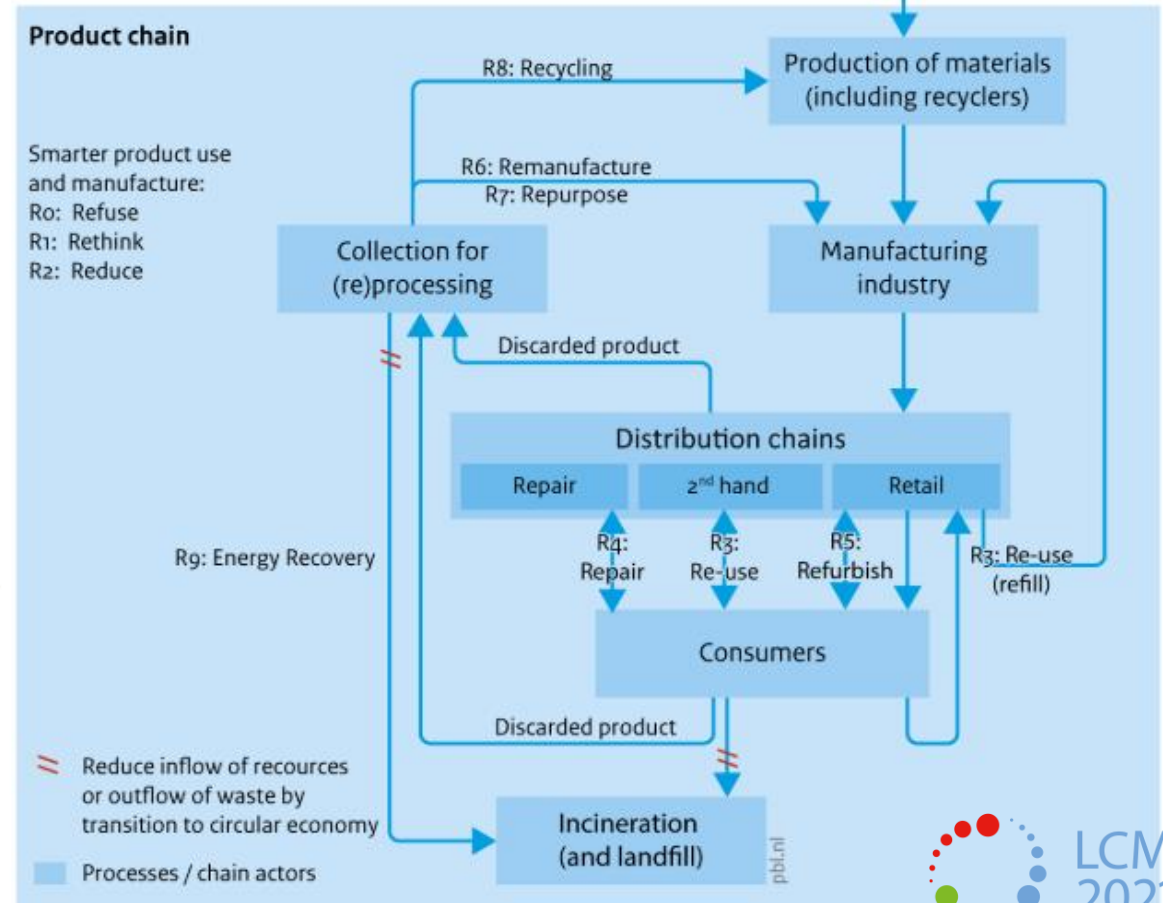 Product chain
R8: Recycling
Production of materials
(including recyclers)
Smarter product use
and manufacture:
R0: Refuse
R1: Rethink
R2: Reduce
R6: Remanufacture
R7: Repurpose
Collection for
(re)processing
Manufacturing
industry
Discarded product
Distribution chains
Repair
2nd hand
Retail
R9: Energy Recovery
R4:
Repair
R3:
Re-use
R5:
Refurbish
R3: Re-use
(refill)
Consumers
Discarded product
Reduce inflow of recources
or outflow of waste by
transition to circular economy
Processes / chain actors
Incineration
(and landfill)
pbl.nl
LCM